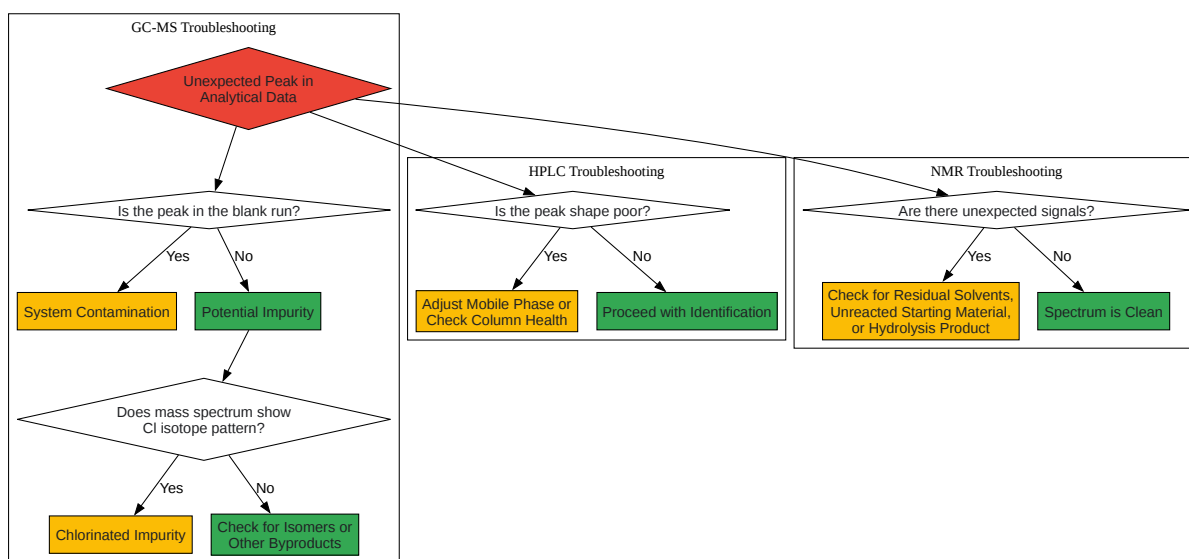 GC-MS Troubleshooting
Unexpected Peak in
Analytical Data
Is the peak in the blank run?
Yes
No
System Contamination
Potential Impurity
Does mass spectrum show
Cl isotope pattern?
Yes
No
Chlorinated Impurity
Check for Isomers or
Other Byproducts
HPLC Troubleshooting
Is the peak shape poor?
Yes
No
Adjust Mobile Phase or
Check Column Health
Proceed with Identification
NMR Troubleshooting
Are there unexpected signals?
Yes
No
Check for Residual Solvents,
Unreacted Starting Material,
or Hydrolysis Product
Spectrum is Clean